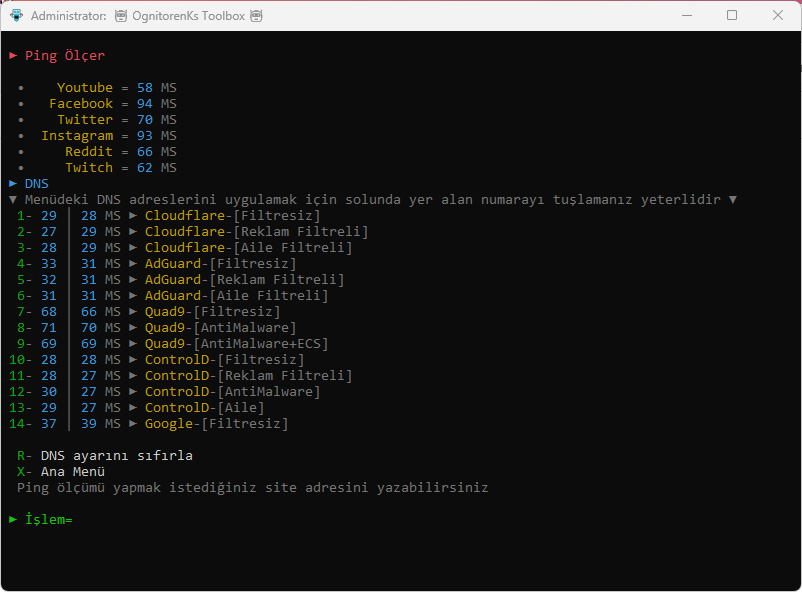 Administrator: OgnitorenKs Toolbox
► Ping Ölçer
• Youtube = 58 MS
• Facebook = 94 MS
• Twitter = 70 MS
• Instagram = 93 MS
• Reddit = 66 MS
• Twitch = 62 MS
► DNS
▼ Menüdeki DNS adreslerini uygulamak için solunda yer alan numarayı tuşlamanız yeterlidir ▼
1- 29 │ 28 MS ► Cloudflare-[Filtresiz]
2- 27 │ 29 MS ► Cloudflare-[Reklam Filtreli]
3- 28 │ 29 MS ► Cloudflare-[Aile Filtreli]
4- 33 │ 31 MS ► AdGuard-[Filtresiz]
5- 32 │ 31 MS ► AdGuard-[Reklam Filtreli]
6- 31 │ 31 MS ► AdGuard-[Aile Filtreli]
7- 68 │ 66 MS ► Quad9-[Filtresiz]
8- 71 │ 70 MS ► Quad9-[AntiMalware]
9- 69 │ 69 MS ► Quad9-[AntiMalware+ECS]
10- 28 │ 28 MS ► ControlD-[Filtresiz]
11- 28 │ 27 MS ► ControlD-[Reklam Filtreli]
12- 30 │ 27 MS ► ControlD-[AntiMalware]
13- 29 │ 27 MS ► ControlD-[Aile]
14- 37 │ 39 MS ► Google-[Filtresiz]
R- DNS ayarını sıfırla
X- Ana Menü
Ping ölçümü yapmak istediğiniz site adresini yazabilirsiniz
► İşlem=